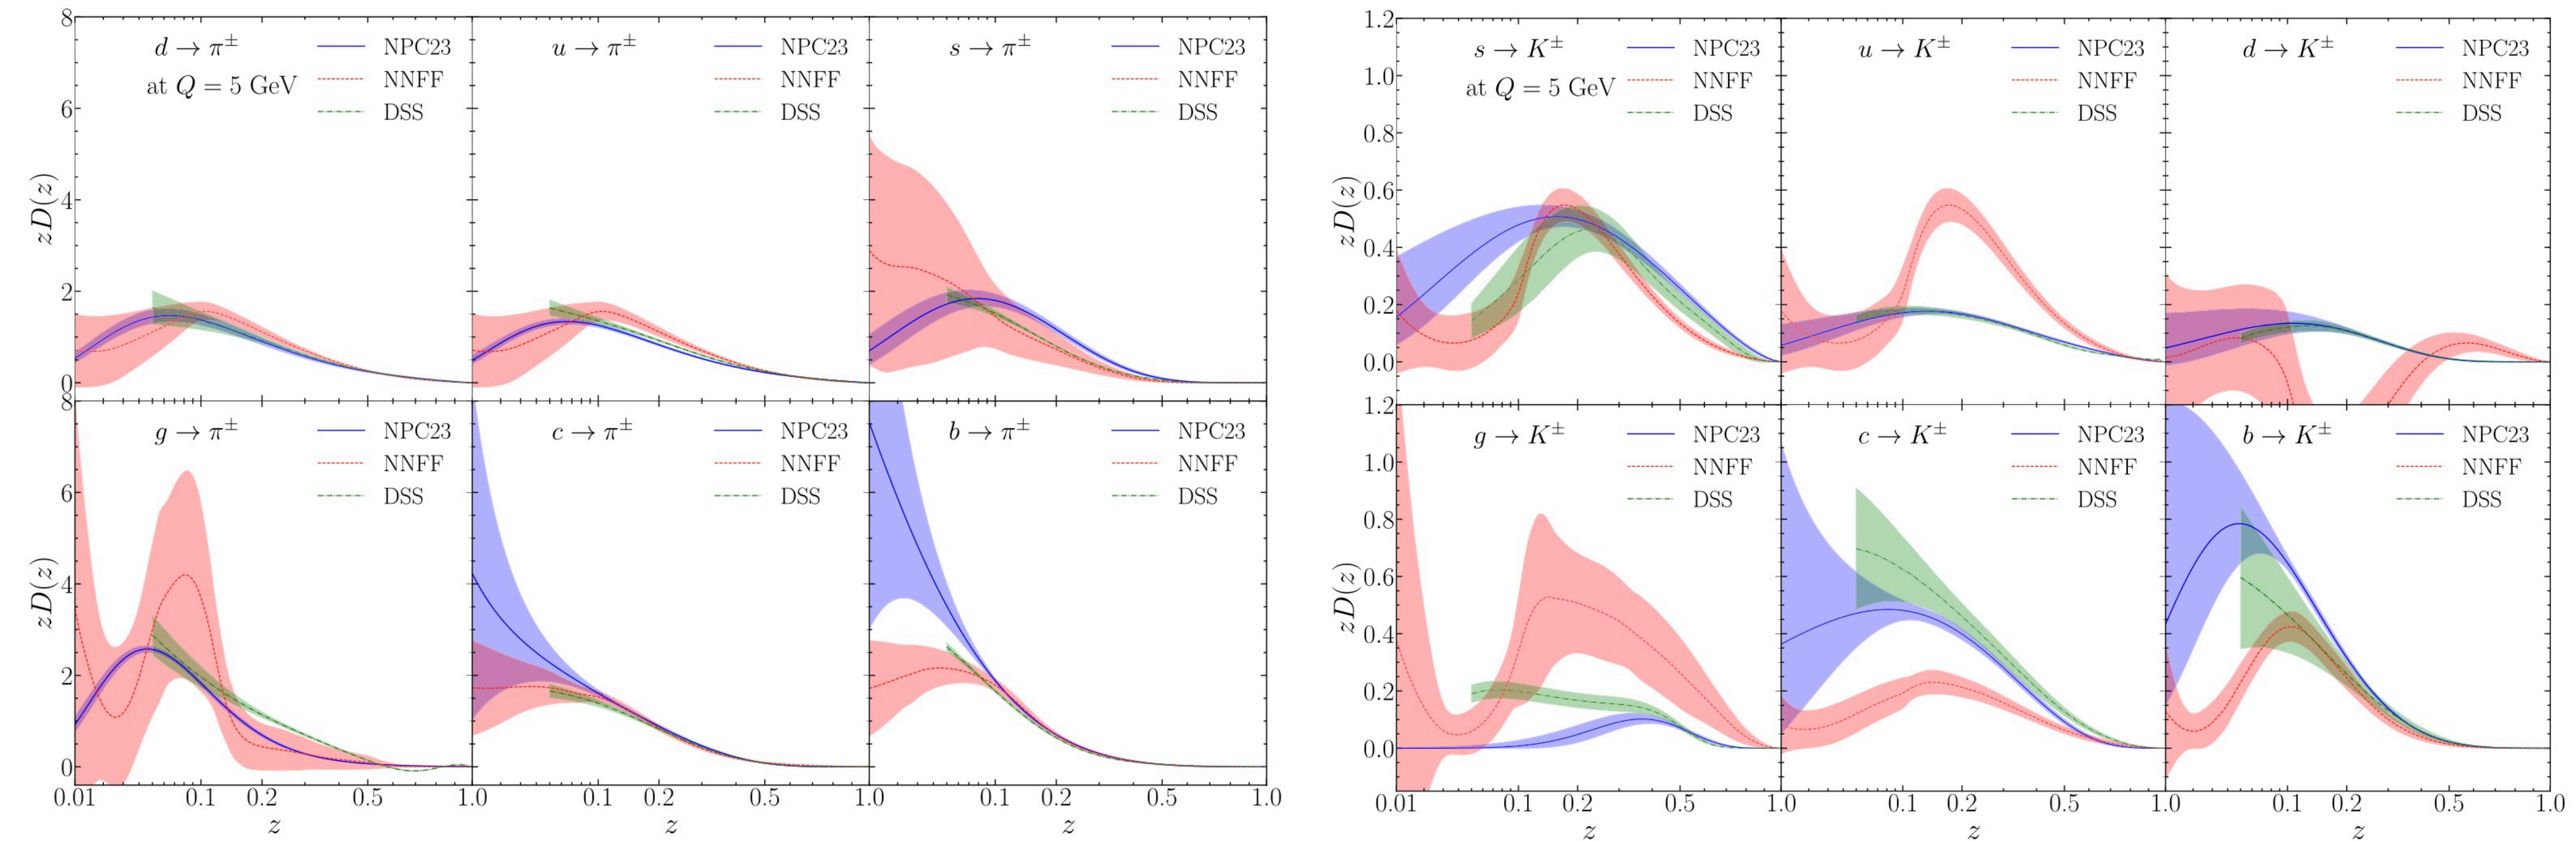 8
d → π±
at Q = 5 GeV
NPC23
NNFF
DSS
u → π±
NPC23
NNFF
DSS
s → π±
NPC23
NNFF
DSS
6
4
2
0
zD(z)
8
g → π±
NPC23
NNFF
DSS
c → π±
NPC23
NNFF
DSS
b → π±
NPC23
NNFF
DSS
6
4
2
0
zD(z)
0.01 0.1 0.2 0.5 1.0 0.1 0.2 0.5 1.0 0.1 0.2 0.5 1.0
z z z
1.2
s → K±
at Q = 5 GeV
NPC23
NNFF
DSS
u → K±
NPC23
NNFF
DSS
d → K±
NPC23
NNFF
DSS
1.0
0.8
0.6
0.4
0.2
0.0
zD(z)
1.2
g → K±
NPC23
NNFF
DSS
c → K±
NPC23
NNFF
DSS
b → K±
NPC23
NNFF
DSS
1.0
0.8
0.6
0.4
0.2
0.0
zD(z)
0.01 0.1 0.2 0.5 1.0 0.1 0.2 0.5 1.0 0.1 0.2 0.5 1.0
z z z